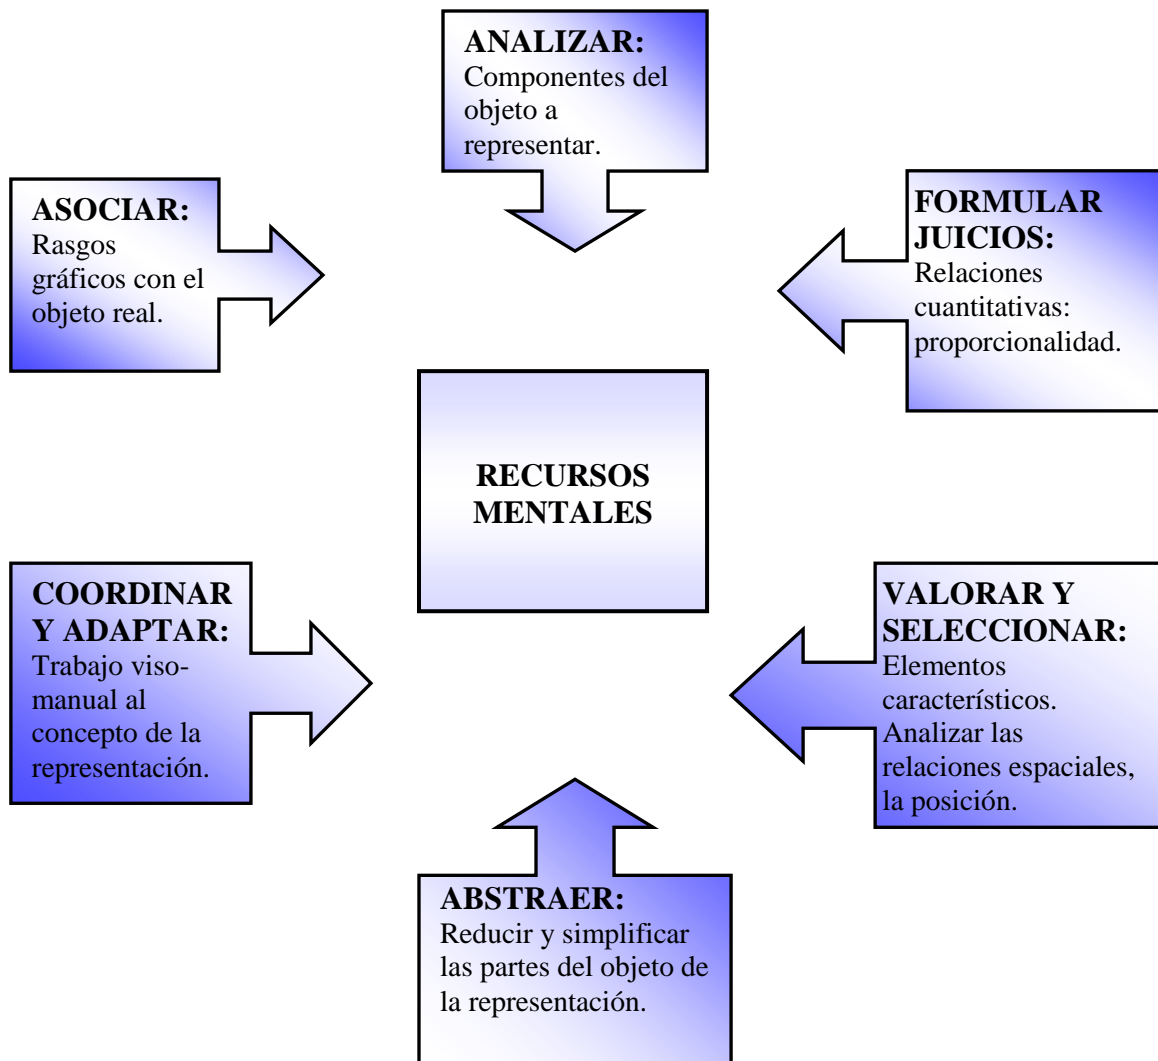 ANALIZAR:
Componentes del
objeto a
representar.
ASOCIAR:
Rasgos
gráficos con el
objeto real.
FORMULAR
JUICIOS:
Relaciones
cuantitativas:
proporcionalidad.
RECURSOS
MENTALES
COORDINAR
Y ADAPTAR:
Trabajo viso-
manual al
concepto de la
representación.
VALORAR Y
SELECCIONAR:
Elementos
característicos.
Analizar las
relaciones espaciales,
la posición.
ABSTRAER:
Reducir y simplificar
las partes del objeto de
la representación.